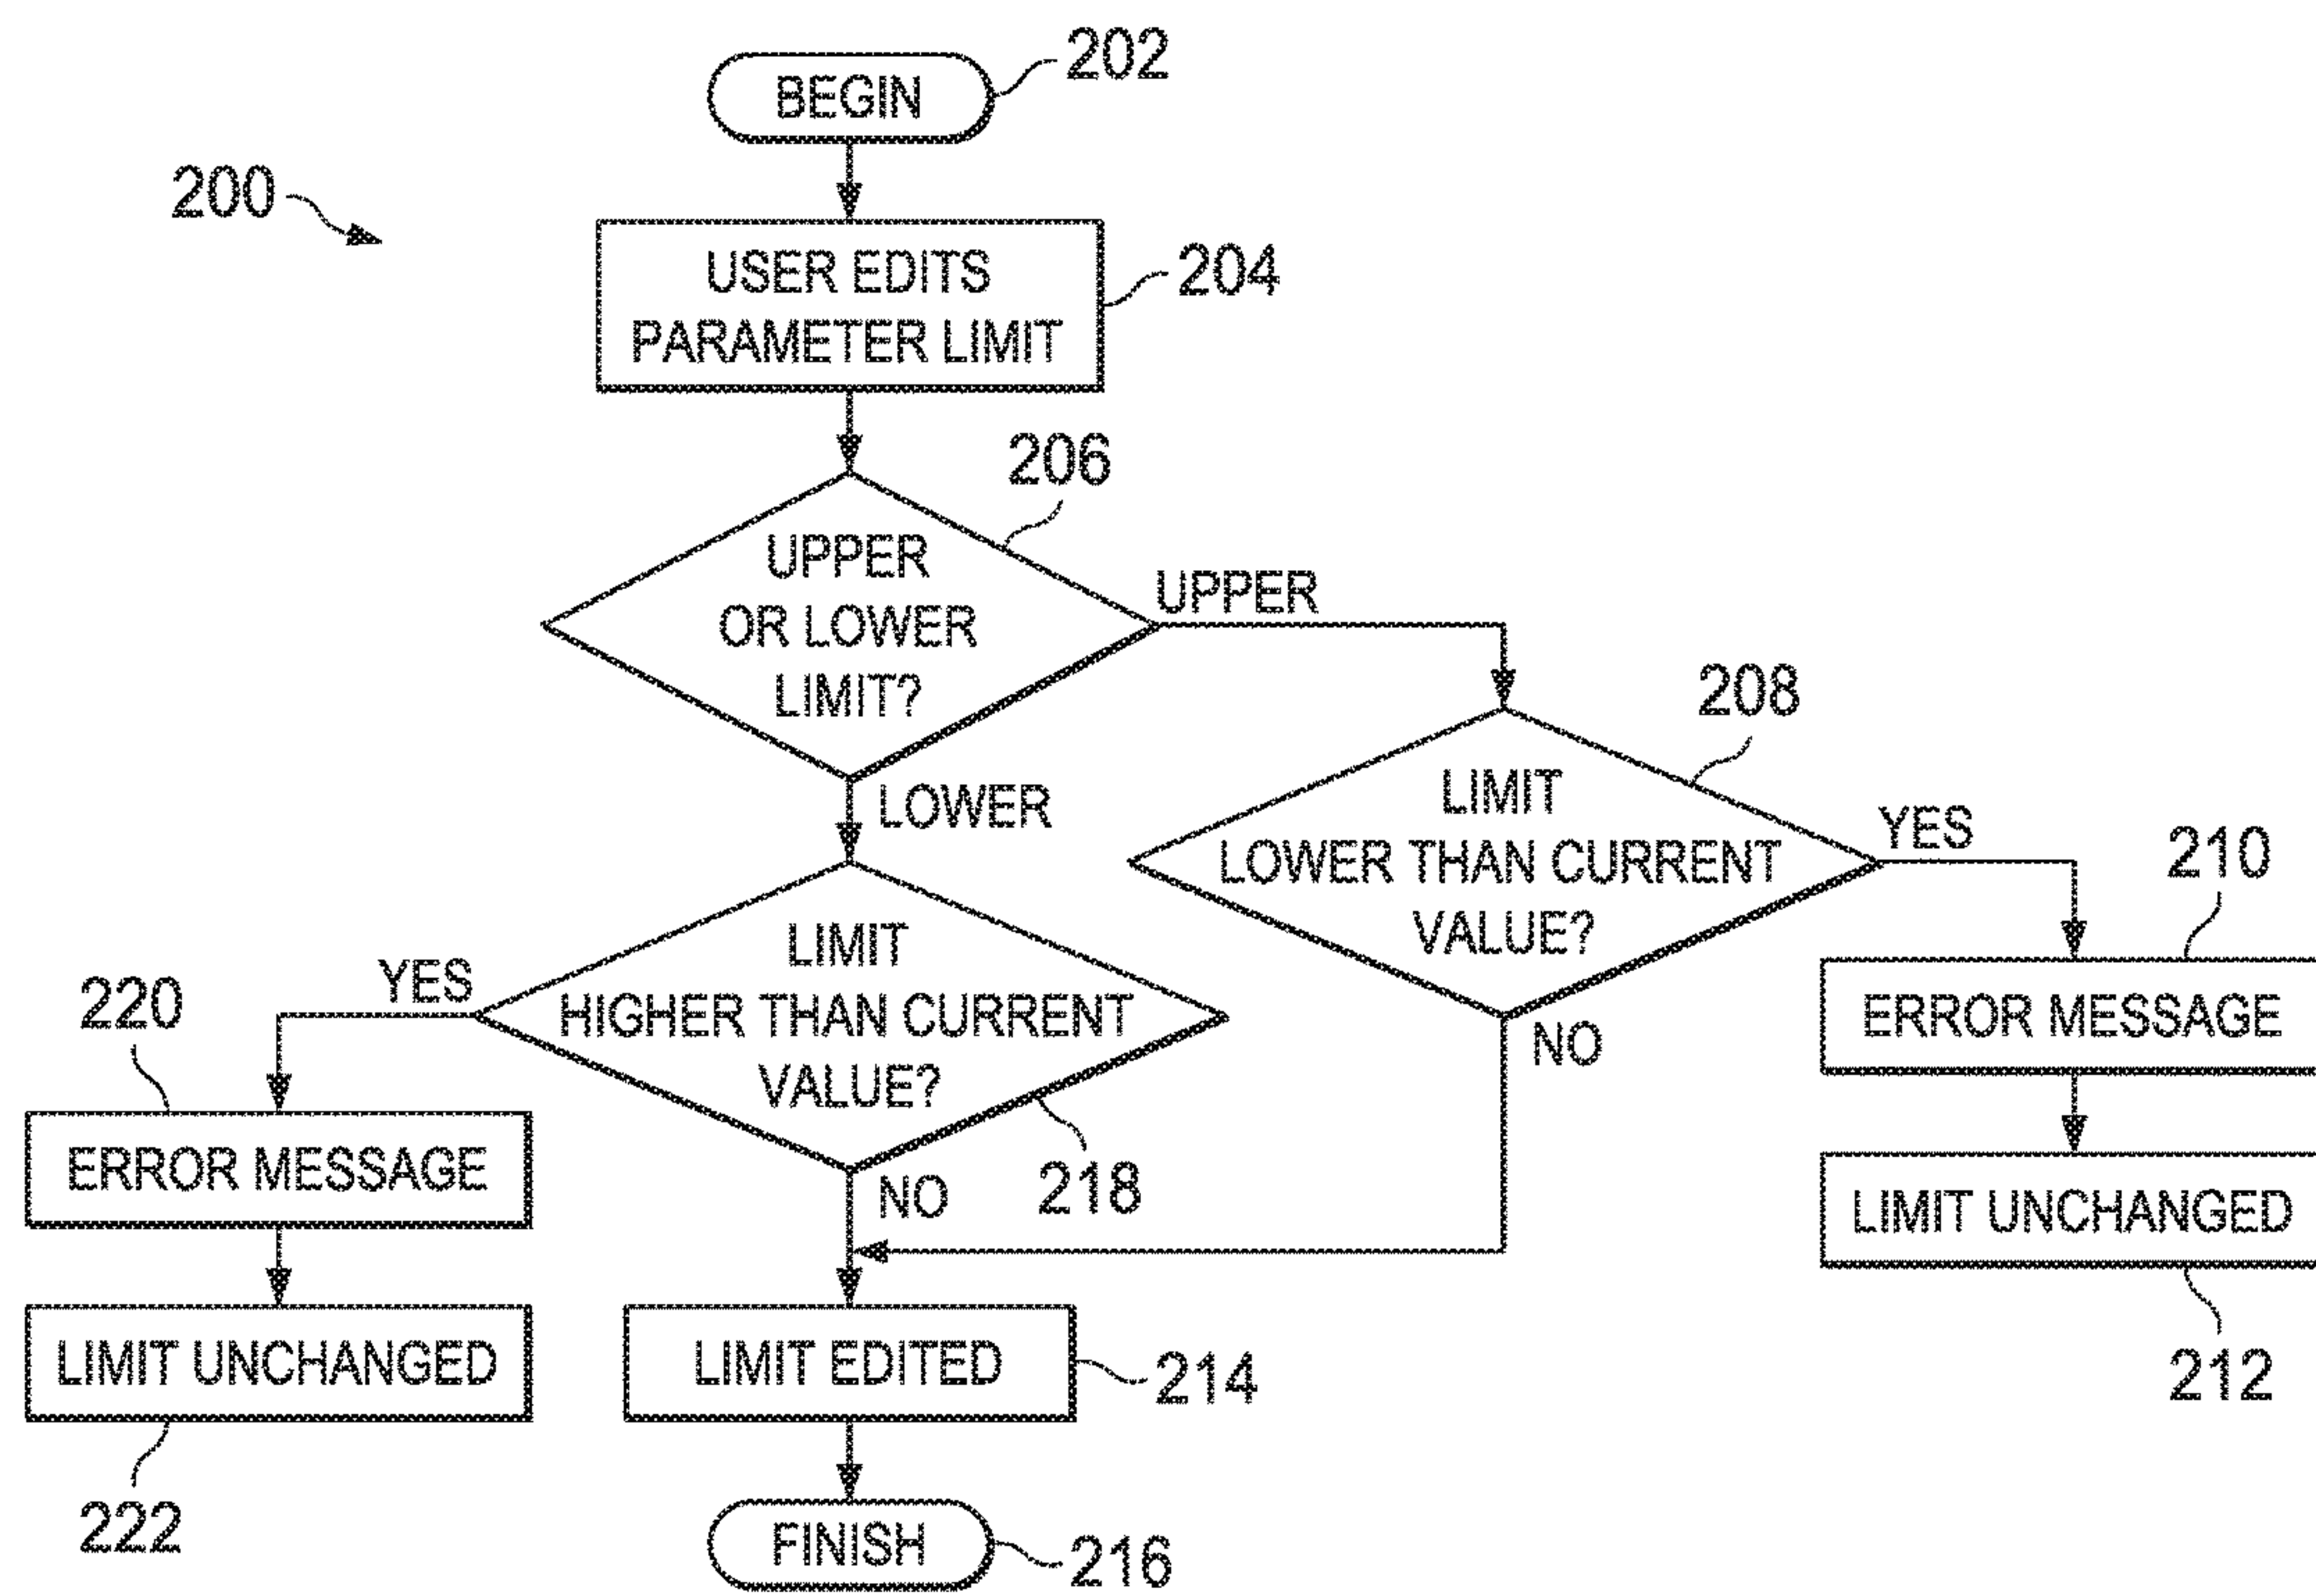 202
BEGIN
200
USER EDITS
PARAMETER LIMIT
204
206
UPPER
OR LOWER
LIMIT?
UPPER
LOWER
208
LIMIT
LOWER THAN CURRENT
VALUE?
YES
NO
210
ERROR MESSAGE
LIMIT UNCHANGED
212
LIMIT
HIGHER THAN CURRENT
VALUE?
218
YES
NO
220
ERROR MESSAGE
LIMIT UNCHANGED
222
LIMIT EDITED
214
FINISH
216